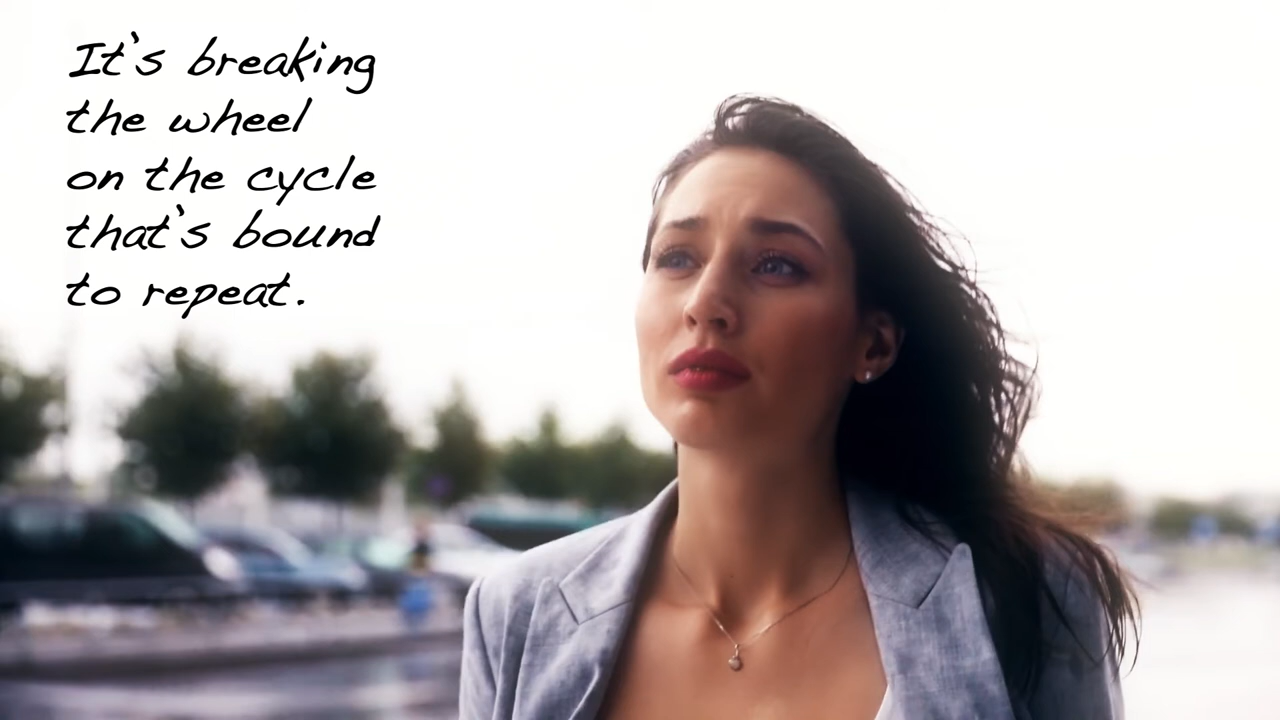 It's breaking
the wheel
on the cycle
that's bound
to repeat.